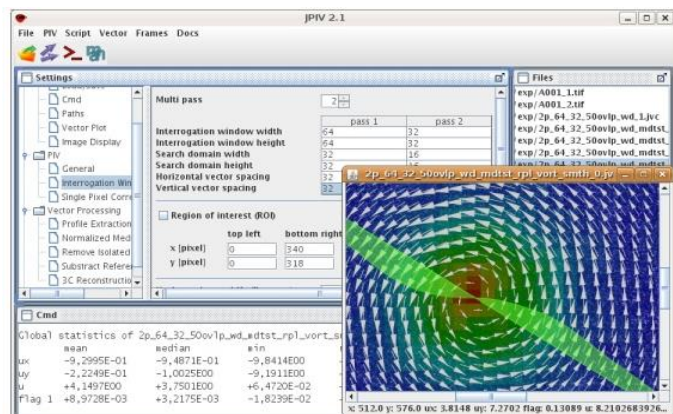 JPIV 2.1
File PIV Script Vector Frames Docs
Settings
Cmd
Paths
Vector Plot
Image Display
PIV
General
Interrogation Win
Single Pixel Corre
Vector Processing
Profile Extraction
Normalized Med
Remove Isolated
Substract Refere
3C Reconstructio
Multi pass 2
pass 1 pass 2
Interrogation window width 64 32
Interrogation window height 64 32
Search domain width 32 16
Search domain height 32
Horizontal vector spacing 32
Vertical vector spacing 32
Region of interest (ROI)
top left bottom right
x [pixel] 0 340
y [pixel] 0 318
Files
exp/A001_1.tif
exp/A001_2.tif
exp/2p_64_32_50ovlp_wd_1.jvc
exp/2p_64_32_50ovlp_wd_mdtst_
exp/2p_64_32_50ovlp_wd_mdtst_
2p_64_32_50ovlp_wd_mdtst_rpl_vort_smth_0.jv
x: 512.0 y: 576.0 ux: 3.8148 uy: 7.2702 flag: 0.13089 u: 8.2102683926...
Cmd
Global statistics of 2p_64_32_50ovlp_wd_mdtst_rpl_vort_s
mean median min
ux -9,2995E-01 -9,4871E-01 -9,8414E00
uy -2,2249E-01 -1,0025E00 -9,1911E00
u +4,1497E00 +3,7501E00 +6,4720E-02
flag 1 +8,9728E-03 +3,2175E-03 -1,8239E-02